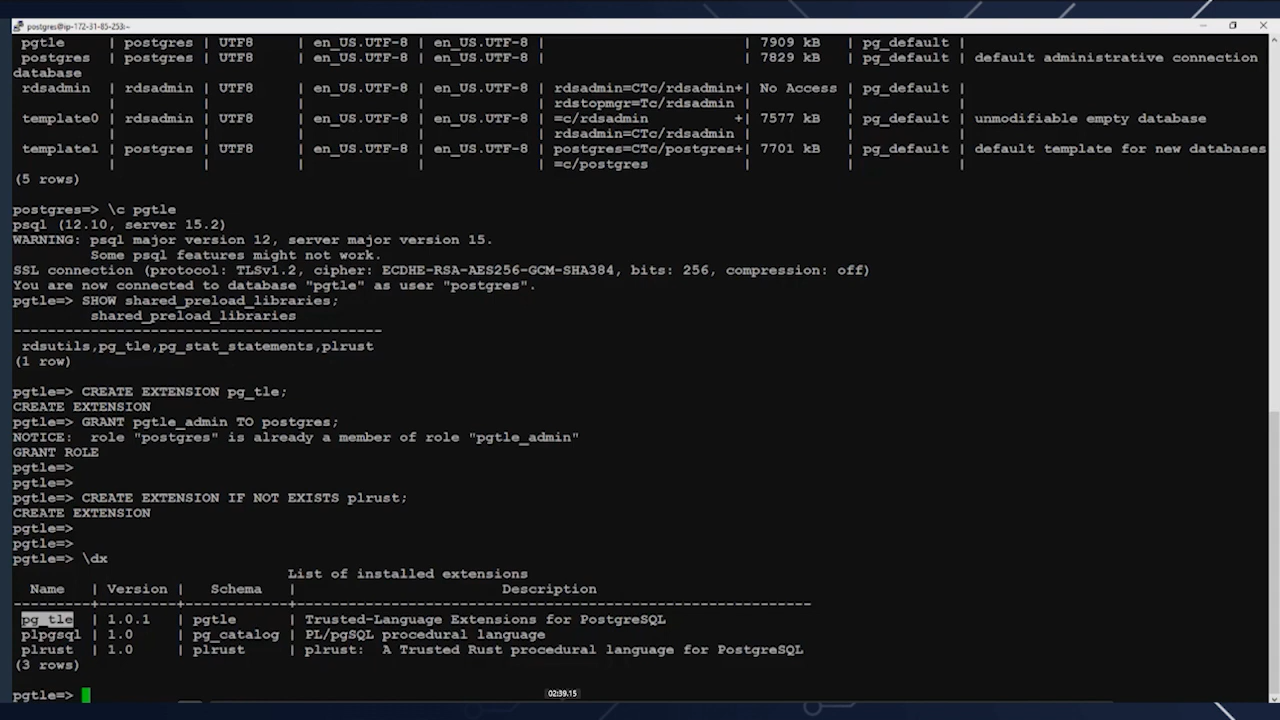 postgres@ip-172-31-85-253:~
pgtle | postgres | UTF8 | en_US.UTF-8 | en_US.UTF-8 | | 7909 kB | pg_default |
postgres | postgres | UTF8 | en_US.UTF-8 | en_US.UTF-8 | | 7829 kB | pg_default | default administrative connection
database
rdsadmin | rdsadmin | UTF8 | en_US.UTF-8 | en_US.UTF-8 | rdsadmin=CTc/rdsadmin+| No Access | pg_default |
| | | | | rdstopmgr=Tc/rdsadmin | | |
template0 | rdsadmin | UTF8 | en_US.UTF-8 | en_US.UTF-8 | =c/rdsadmin +| 7577 kB | pg_default | unmodifiable empty database
| | | | | rdsadmin=CTc/rdsadmin | | |
template1 | postgres | UTF8 | en_US.UTF-8 | en_US.UTF-8 | postgres=CTc/postgres+| 7701 kB | pg_default | default template for new databases
| | | | | =c/postgres | | |
(5 rows)
postgres=> \c pgtle
psql (12.10, server 15.2)
WARNING: psql major version 12, server major version 15.
Some psql features might not work.
SSL connection (protocol: TLSv1.2, cipher: ECDHE-RSA-AES256-GCM-SHA384, bits: 256, compression: off)
You are now connected to database "pgtle" as user "postgres".
pgtle=> SHOW shared_preload_libraries;
shared_preload_libraries
-------------------------------------------
rdsutils,pg_tle,pg_stat_statements,plrust
(1 row)
pgtle=> CREATE EXTENSION pg_tle;
CREATE EXTENSION
pgtle=> GRANT pgtle_admin TO postgres;
NOTICE: role "postgres" is already a member of role "pgtle_admin"
GRANT ROLE
pgtle=>
pgtle=>
pgtle=> CREATE EXTENSION IF NOT EXISTS plrust;
CREATE EXTENSION
pgtle=>
pgtle=>
pgtle=> \dx
List of installed extensions
Name | Version | Schema | Description
---------+---------+------------+------------------------------------------------------------
pg_tle | 1.0.1 | pgtle | Trusted-Language Extensions for PostgreSQL
plpgsql | 1.0 | pg_catalog | PL/pgSQL procedural language
plrust | 1.0 | plrust | plrust: A Trusted Rust procedural language for PostgreSQL
(3 rows)
pgtle=>
02:39.15